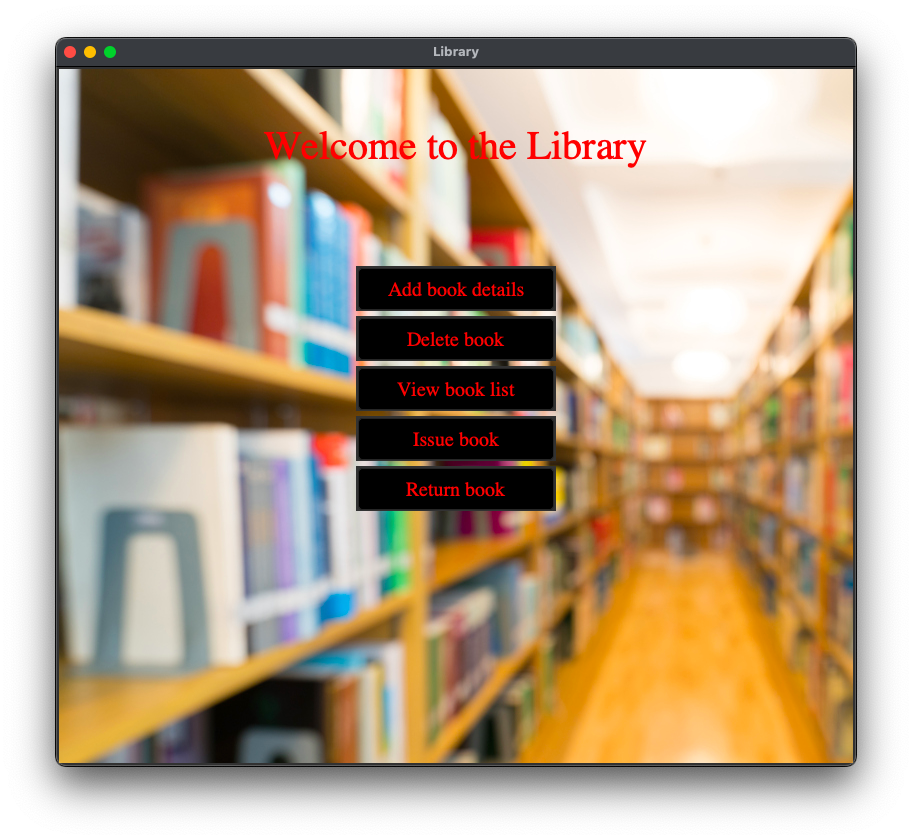 Library
Welcome to the Library
Add book details
Delete book
View book list
Issue book
Return book